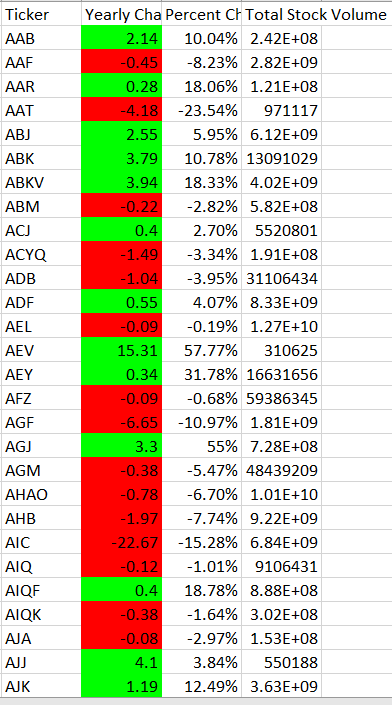 Ticker Yearly Cha Percent Ch Total Stock Volume
AAB 2.14 10.04% 2.42E+08
AAF -0.45 -8.23% 2.82E+09
AAR 0.28 18.06% 1.21E+08
AAT -4.18 -23.54% 971117
ABJ 2.55 5.95% 6.12E+09
ABK 3.79 10.78% 13091029
ABKV 3.94 18.33% 4.02E+09
ABM -0.22 -2.82% 5.82E+08
ACJ 0.4 2.70% 5520801
ACYQ -1.49 -3.34% 1.91E+08
ADB -1.04 -3.95% 31106434
ADF 0.55 4.07% 8.33E+09
AEL -0.09 -0.19% 1.27E+10
AEV 15.31 57.77% 310625
AEY 0.34 31.78% 16631656
AFZ -0.09 -0.68% 59386345
AGF -6.65 -10.97% 1.81E+09
AGJ 3.3 55% 7.28E+08
AGM -0.38 -5.47% 48439209
AHAO -0.78 -6.70% 1.01E+10
AHB -1.97 -7.74% 9.22E+09
AIC -22.67 -15.28% 6.84E+09
AIQ -0.12 -1.01% 9106431
AIQF 0.4 18.78% 8.88E+08
AIQK -0.38 -1.64% 3.02E+08
AJA -0.08 -2.97% 1.53E+08
AJJ 4.1 3.84% 550188
AJK 1.19 12.49% 3.63E+09